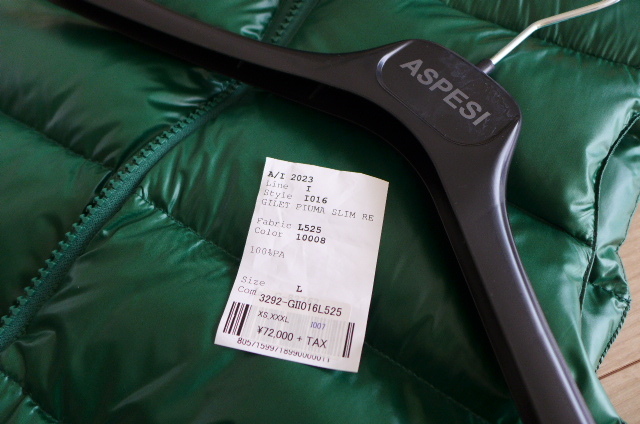 ASPESI
A/I 2023
Line I
Style I016
GILET PIUMA SLIM RE
Fabric L525
Color 10008
100%PA
Size L
Com
3292-GII016L525
XS,XXXL I001
¥72,000 + TAX